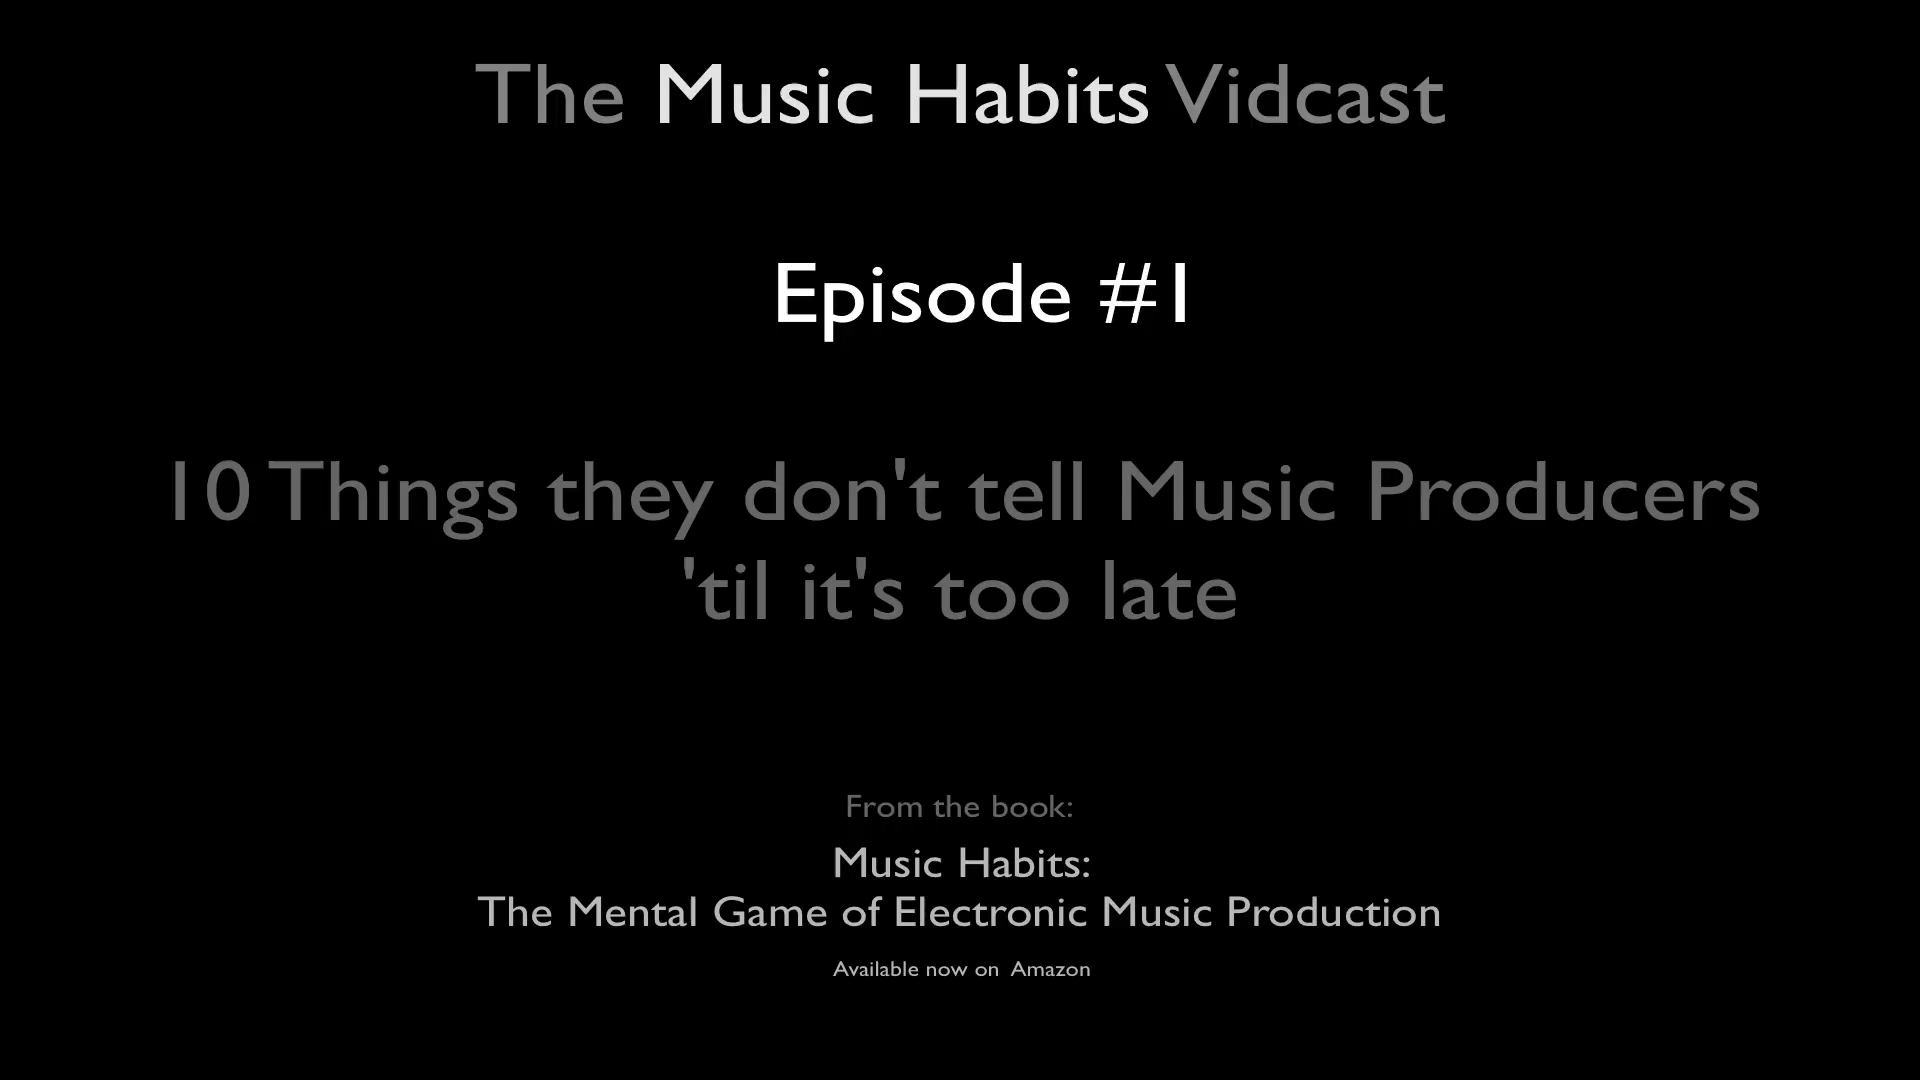 The Music Habits Vidcast
Episode #1
10 Things they don't tell Music Producers
'til it's too late
From the book:
Music Habits:
The Mental Game of Electronic Music Production
Available now on Amazon